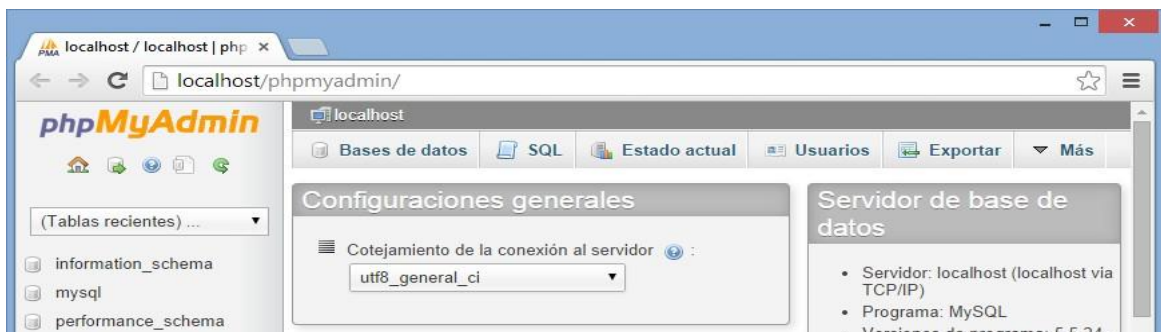 localhost / localhost | php
localhost/phpmyadmin/
phpMyAdmin
(Tablas recientes) ...
information_schema
mysql
performance_schema
localhost
Bases de datos SQL Estado actual Usuarios Exportar Más
Configuraciones generales
Cotejamiento de la conexión al servidor :
utf8_general_ci
Servidor de base de
datos
• Servidor: localhost (localhost via
TCP/IP)
• Programa: MySQL